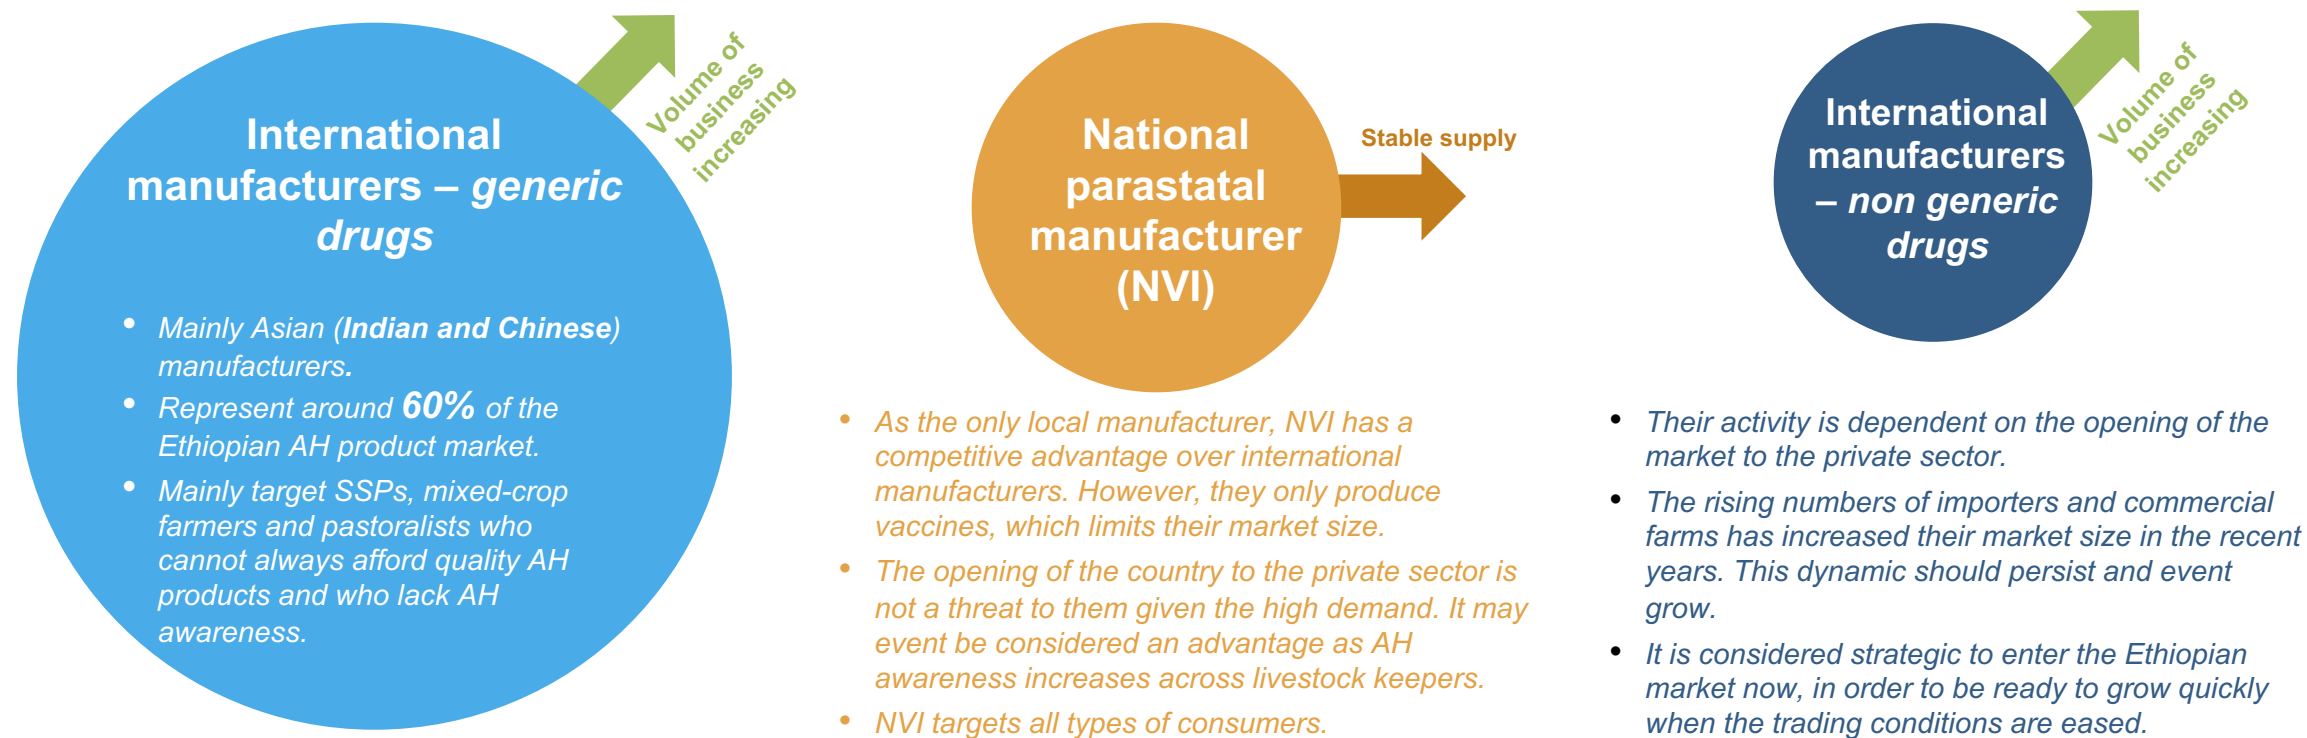 International
manufacturers – generic
drugs
Volume of
business
increasing
• Mainly Asian (Indian and Chinese)
manufacturers.
• Represent around 60% of the
Ethiopian AH product market.
• Mainly target SSPs, mixed-crop
farmers and pastoralists who
cannot always afford quality AH
products and who lack AH
awareness.
National
parastatal
manufacturer
(NVI)
Stable supply
• As the only local manufacturer, NVI has a
competitive advantage over international
manufacturers. However, they only produce
vaccines, which limits their market size.
• The opening of the country to the private sector is
not a threat to them given the high demand. It may
event be considered an advantage as AH
awareness increases across livestock keepers.
• NVI targets all types of consumers.
International
manufacturers
– non generic
drugs
Volume of
business
increasing
• Their activity is dependent on the opening of the
market to the private sector.
• The rising numbers of importers and commercial
farms has increased their market size in the recent
years. This dynamic should persist and event
grow.
• It is considered strategic to enter the Ethiopian
market now, in order to be ready to grow quickly
when the trading conditions are eased.